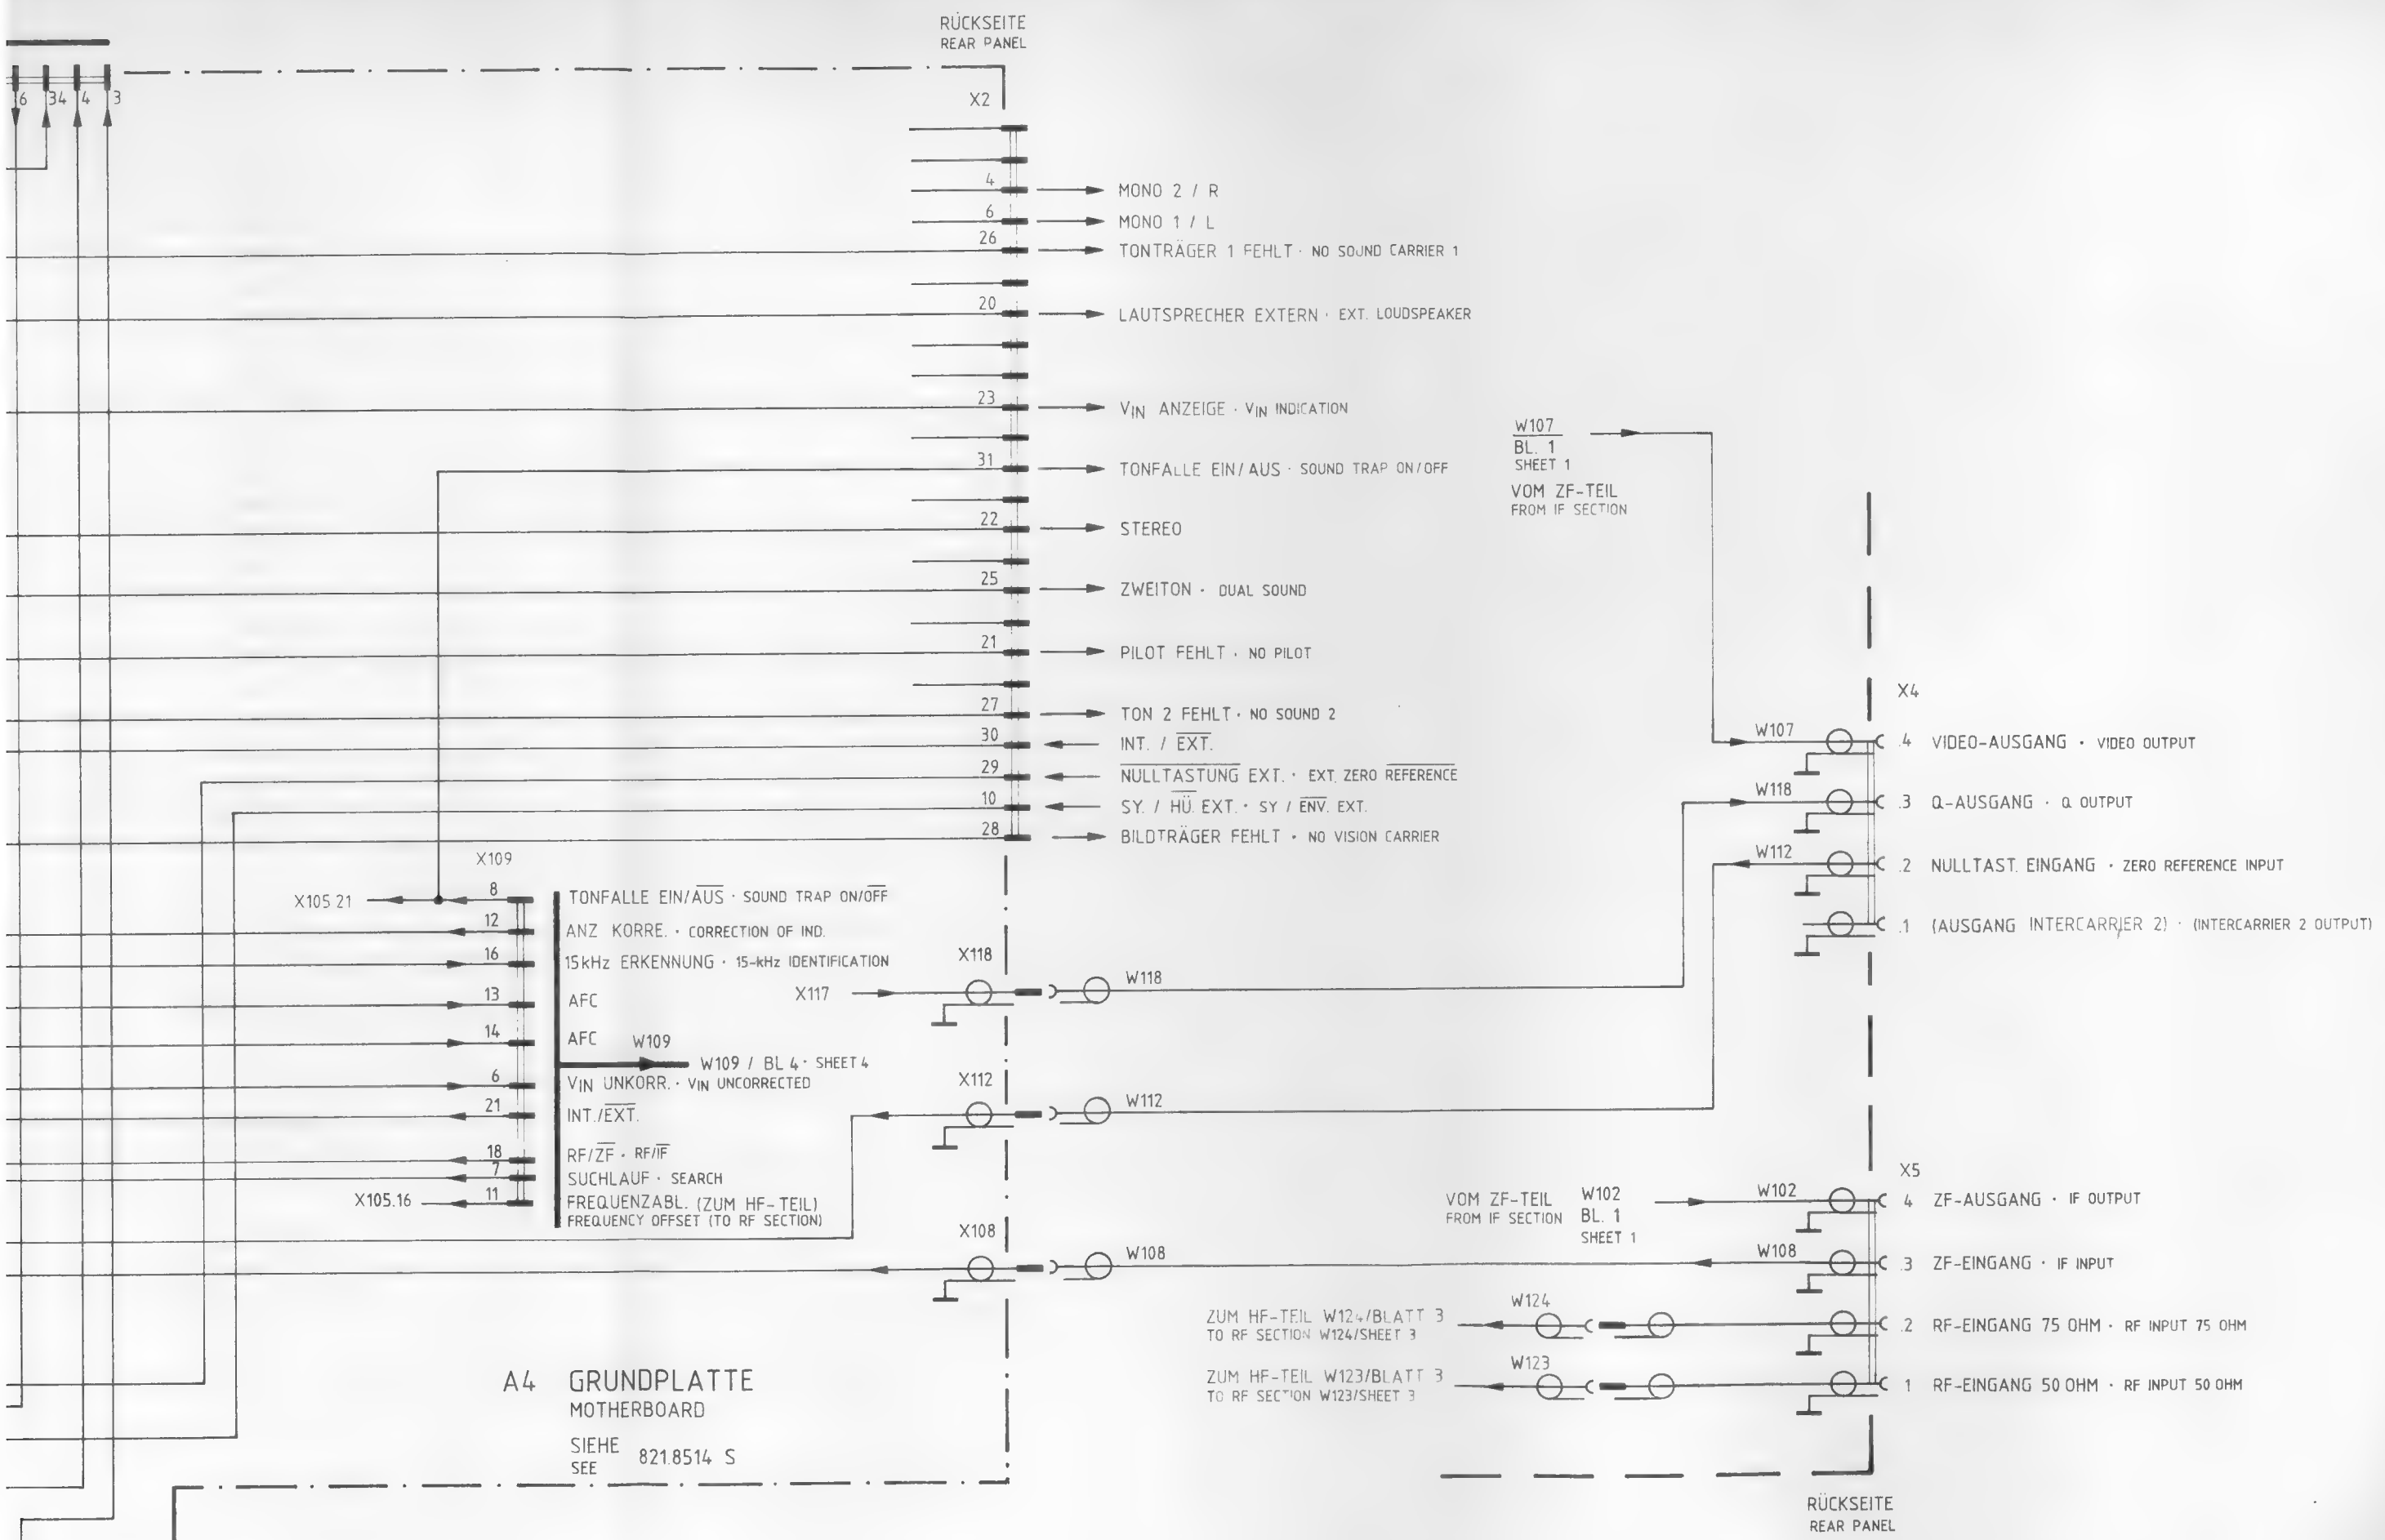 RÜCKSEITE
REAR PANEL
6 34 4 3
X2
4 MONO 2 / R
6 MONO 1 / L
26 TONTRÄGER 1 FEHLT · NO SOUND CARRIER 1
20 LAUTSPRECHER EXTERN · EXT. LOUDSPEAKER
23 VIN ANZEIGE · VIN INDICATION
31 TONFALLE EIN/AUS · SOUND TRAP ON/OFF
22 STEREO
25 ZWEITON · DUAL SOUND
21 PILOT FEHLT · NO PILOT
27 TON 2 FEHLT · NO SOUND 2
30 INT. / E̅X̅T̅.
29 N̅U̅L̅L̅T̅A̅S̅T̅U̅N̅G̅ EXT. · EXT. ZERO R̅E̅F̅E̅R̅E̅N̅C̅E̅
10 SY. / H̅Ü̅. EXT. · SY / E̅N̅V̅. EXT.
28 BILDTRÄGER FEHLT · NO VISION CARRIER
W107
BL. 1
SHEET 1
VOM ZF-TEIL
FROM IF SECTION
X4
W107 .4 VIDEO-AUSGANG · VIDEO OUTPUT
W118 .3 Q-AUSGANG · Q OUTPUT
W112 .2 NULLTAST. EINGANG · ZERO REFERENCE INPUT
.1 (AUSGANG INTERCARRIER 2) · (INTERCARRIER 2 OUTPUT)
X109
X105.21 8 TONFALLE EIN/A̅U̅S̅ · SOUND TRAP ON/O̅F̅F̅
12 ANZ KORRE. · CORRECTION OF IND.
16 15kHz ERKENNUNG · 15-kHz IDENTIFICATION
13 AFC
14 AFC
W109
W109 / BL 4 · SHEET 4
6 VIN UNKORR. · VIN UNCORRECTED
21 INT./E̅X̅T̅.
18 RF/Z̅F̅ · RF/I̅F̅
7 SUCHLAUF · SEARCH
X105.16 11 FREQUENZABL. (ZUM HF-TEIL)
FREQUENCY OFFSET (TO RF SECTION)
X118
X117 W118
X112
W112
X108
W108
X5
VOM ZF-TEIL W102
FROM IF SECTION BL. 1
SHEET 1
W102 4 ZF-AUSGANG · IF OUTPUT
W108 .3 ZF-EINGANG · IF INPUT
ZUM HF-TEIL W124/BLATT 3
TO RF SECTION W124/SHEET 3
W124 .2 RF-EINGANG 75 OHM · RF INPUT 75 OHM
ZUM HF-TEIL W123/BLATT 3
TO RF SECTION W123/SHEET 3
W123 1 RF-EINGANG 50 OHM · RF INPUT 50 OHM
A4 GRUNDPLATTE
MOTHERBOARD
SIEHE
SEE 821.8514 S
RÜCKSEITE
REAR PANEL